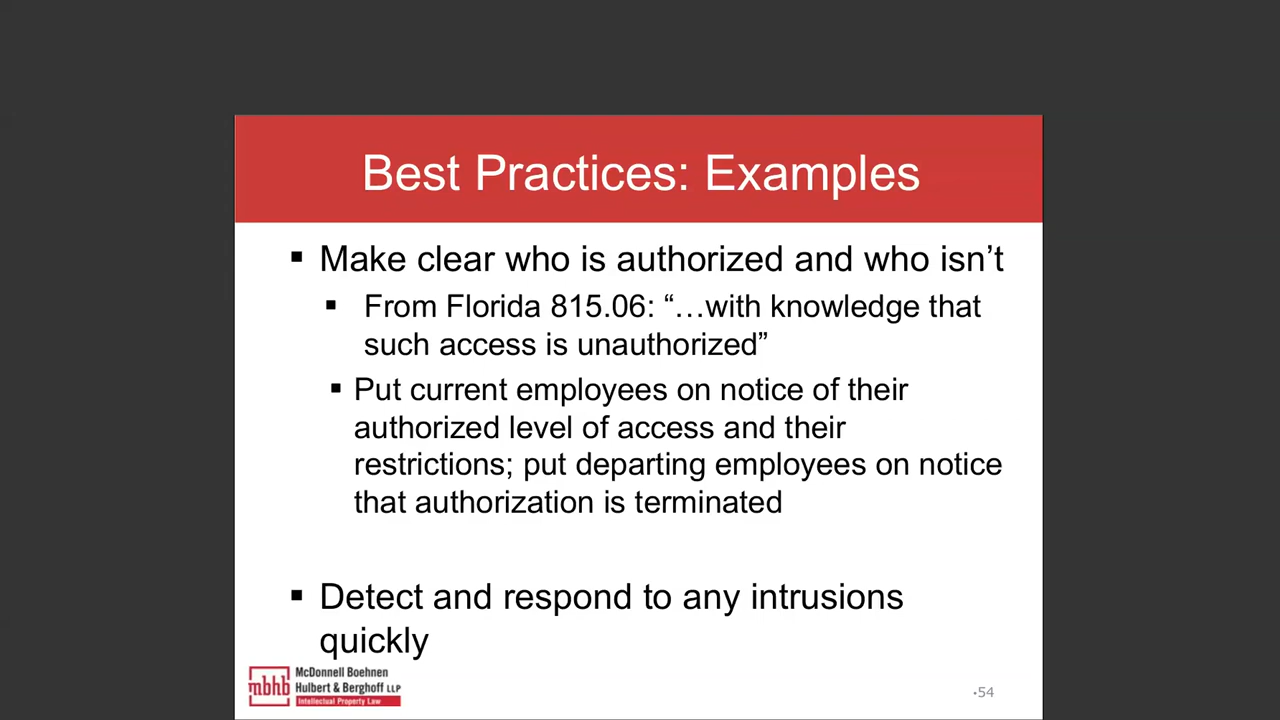 Best Practices: Examples
▪ Make clear who is authorized and who isn’t
▪ From Florida 815.06: “…with knowledge that
such access is unauthorized”
▪ Put current employees on notice of their
authorized level of access and their
restrictions; put departing employees on notice
that authorization is terminated
▪ Detect and respond to any intrusions
quickly
mbhb
McDonnell Boehnen
Hulbert & Berghoff LLP
Intellectual Property Law
•54